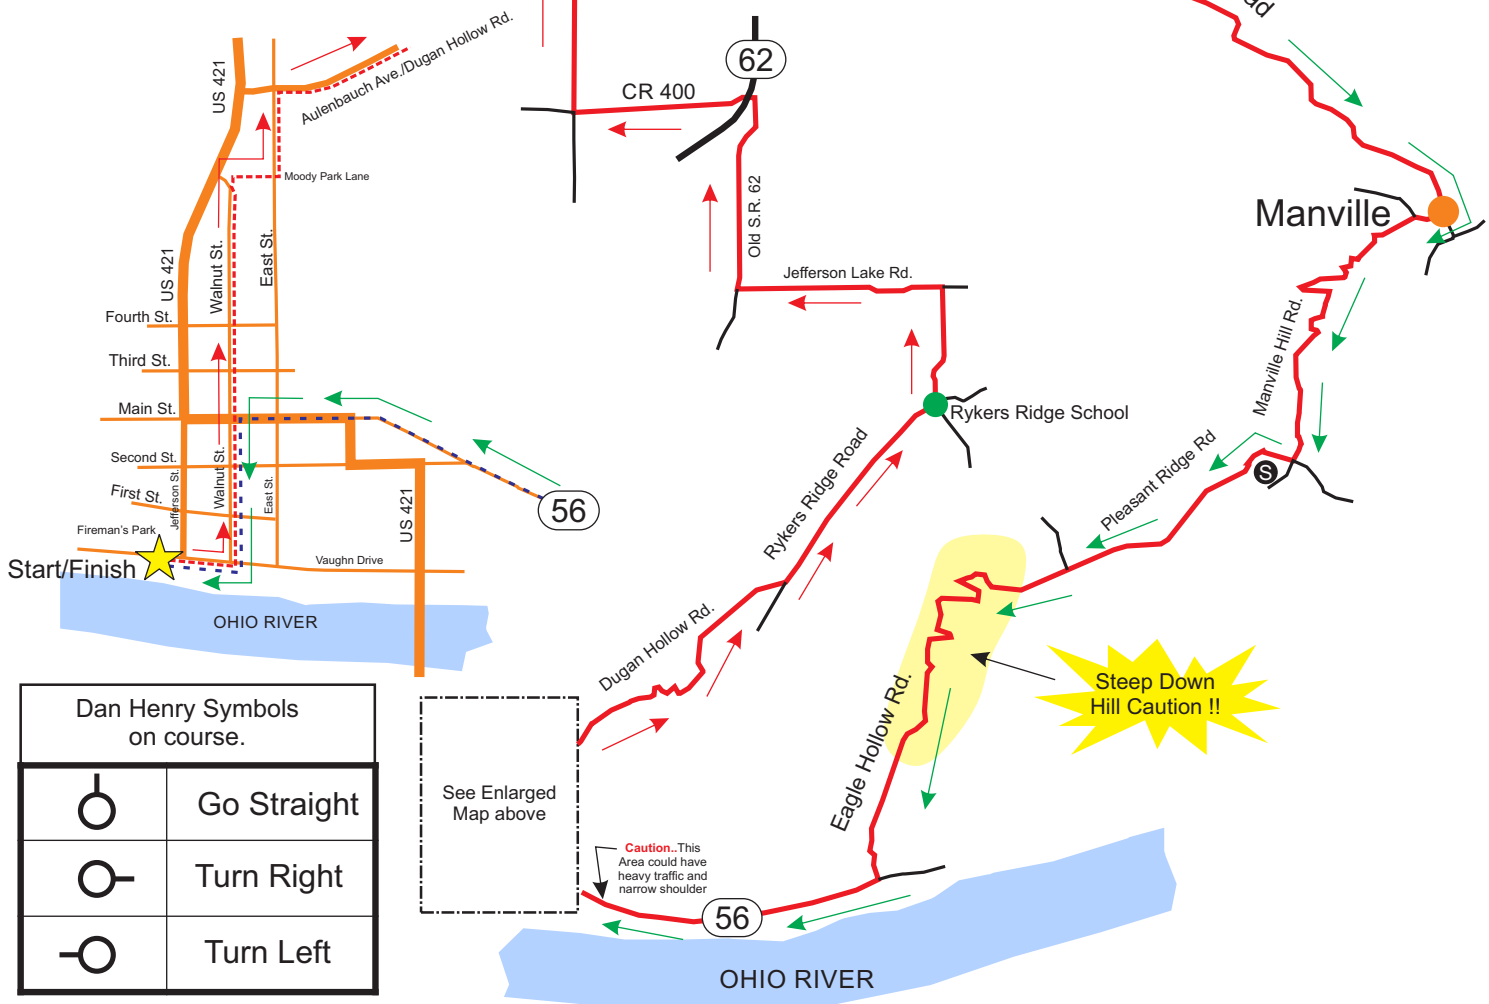 ad
US 421
Aulenbauch Ave./Dugan Hollow Rd.
62
CR 400
Moody Park Lane
Old S.R. 62
Manville
US 421
Walnut St.
East St.
Jefferson Lake Rd.
Fourth St.
Third St.
Main St.
Manville Hill Rd.
Rykers Ridge School
Second St.
Walnut St.
East St.
Jefferson St.
First St.
US 421
56
Rykers Ridge Road
Pleasant Ridge Rd
S
Fireman's Park
Start/Finish
Vaughn Drive
OHIO RIVER
Dugan Hollow Rd.
Eagle Hollow Rd.
Steep Down
Hill Caution !!
Dan Henry Symbols
on course.
Go Straight
Turn Right
Turn Left
See Enlarged
Map above
Caution..This
Area could have
heavy traffic and
narrow shoulder
56
OHIO RIVER